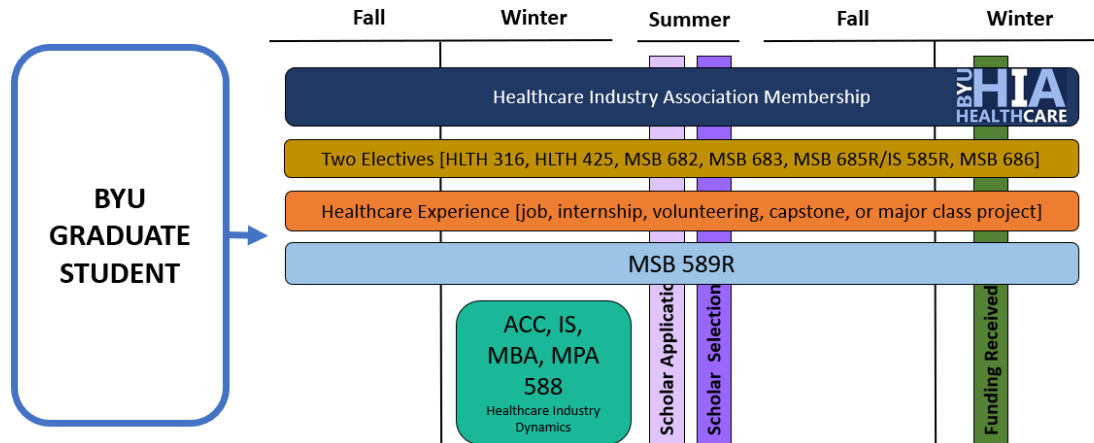 Fall
Winter
Summer
Fall
Winter
BYU
GRADUATE
STUDENT
Healthcare Industry Association Membership
BYU
HIA
HEALTHCARE
Two Electives [HLTH 316, HLTH 425, MSB 682, MSB 683, MSB 685R/IS 585R, MSB 686]
Healthcare Experience [job, internship, volunteering, capstone, or major class project]
MSB 589R
ACC, IS,
MBA, MPA
588
Healthcare Industry
Dynamics
Scholar Application
Scholar Selection
Funding Received